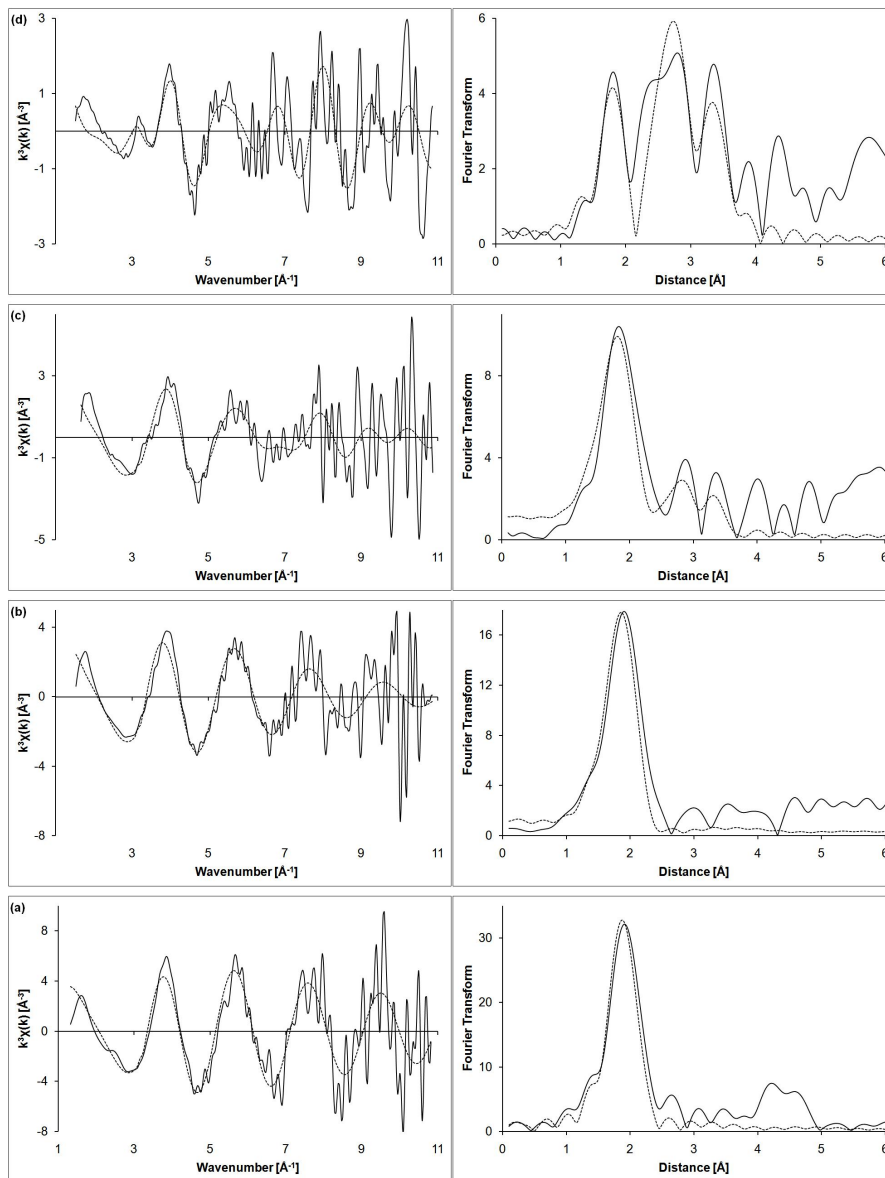 (d)
3
1
-1
-3
k³χ(k) [Å⁻³]
3 5 7 9 11
Wavenumber [Å⁻¹]
6
4
2
0
Fourier Transform
0 1 2 3 4 5 6
Distance [Å]
(c)
3
-1
-5
k³χ(k) [Å⁻³]
3 5 7 9 11
Wavenumber [Å⁻¹]
8
4
0
Fourier Transform
0 1 2 3 4 5 6
Distance [Å]
(b)
4
0
-4
-8
k³χ(k) [Å⁻³]
3 5 7 9 11
Wavenumber [Å⁻¹]
16
12
8
4
0
Fourier Transform
0 1 2 3 4 5 6
Distance [Å]
(a)
8
4
0
-4
-8
k³χ(k) [Å⁻³]
1 3 5 7 9 11
Wavenumber [Å⁻¹]
30
20
10
0
Fourier Transform
0 1 2 3 4 5 6
Distance [Å]